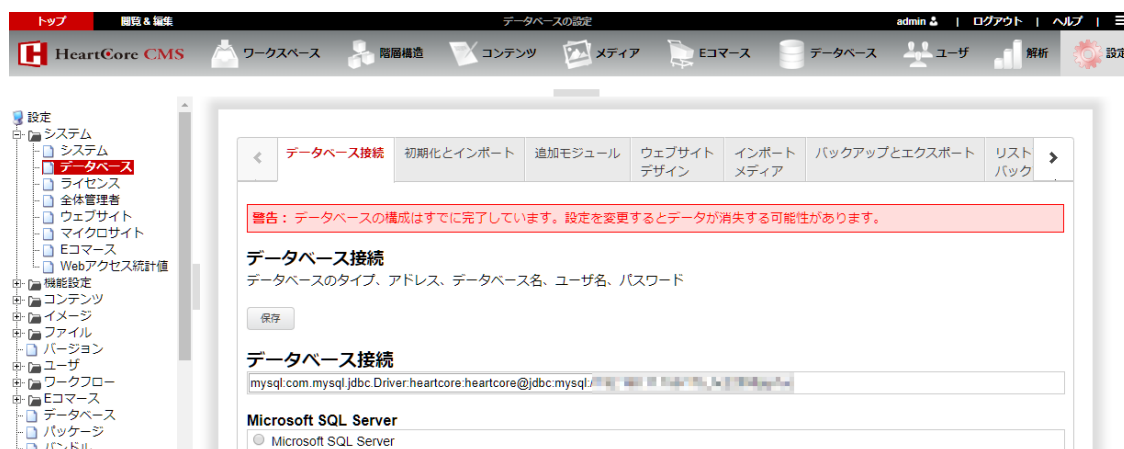 トップ 閲覧 & 編集 データベースの設定 admin | ログアウト | ヘルプ |
HeartCore CMS ワークスペース 階層構造 コンテンツ メディア Eコマース データベース ユーザ 解析 設定
設定
システム
システム
データベース
ライセンス
全体管理者
ウェブサイト
マイクロサイト
Eコマース
Webアクセス統計値
機能設定
コンテンツ
イメージ
ファイル
バージョン
ユーザ
ワークフロー
Eコマース
データベース
パッケージ
バンドル
データベース接続 初期化とインポート 追加モジュール ウェブサイト インポート バックアップとエクスポート リスト
デザイン メディア バック
警告： データベースの構成はすでに完了しています。設定を変更するとデータが消失する可能性があります。
データベース接続
データベースのタイプ、アドレス、データベース名、ユーザ名、パスワード
保存
データベース接続
mysql:com.mysql.jdbc.Driver:heartcore:heartcore@jdbc:mysql:/
Microsoft SQL Server
Microsoft SQL Server